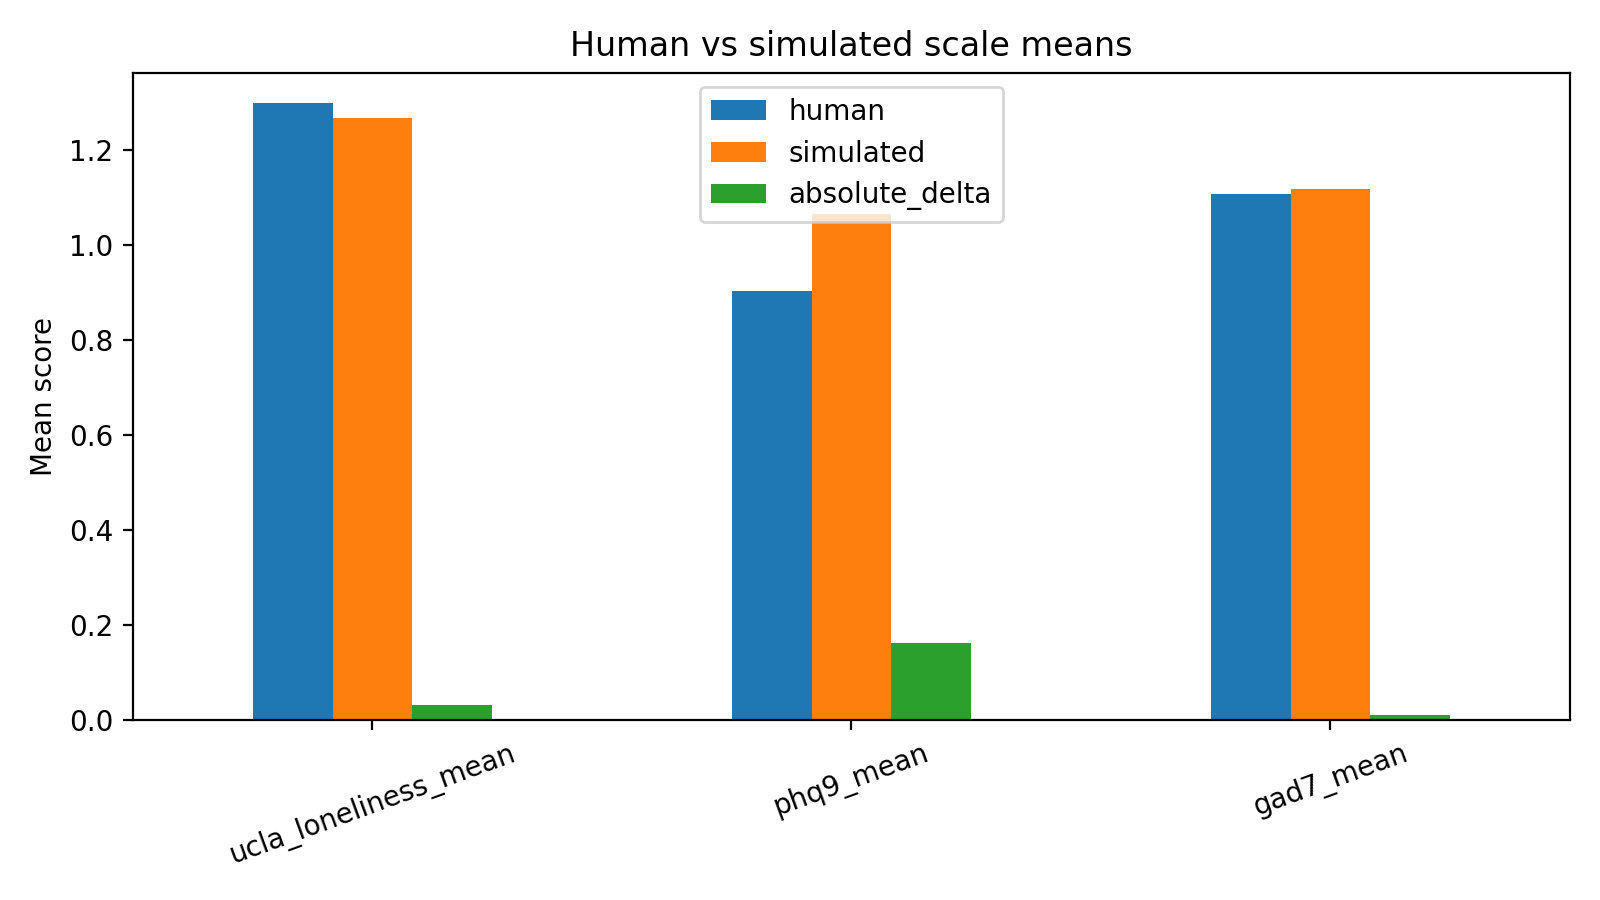 Human vs simulated scale means
human
simulated
absolute_delta
Mean score
1.2
1.0
0.8
0.6
0.4
0.2
0.0
ucla_loneliness_mean
phq9_mean
gad7_mean